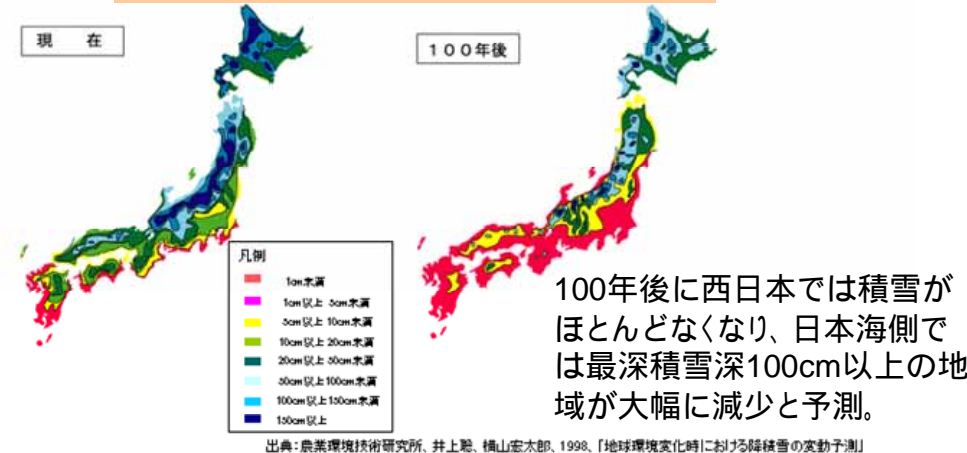 現　在
１００年後
凡例
1cm未満
1cm以上 5cm未満
5cm以上 10cm未満
10cm以上 20cm未満
20cm以上 50cm未満
50cm以上100cm未満
100cm以上150cm未満
150cm以上
100年後に西日本では積雪が
ほとんどなくなり、日本海側で
は最深積雪深100cm以上の地
域が大幅に減少と予測。
出典：農業環境技術研究所、井上聡、横山宏太郎、1998、「地球環境変化時における降積雪の変動予測」